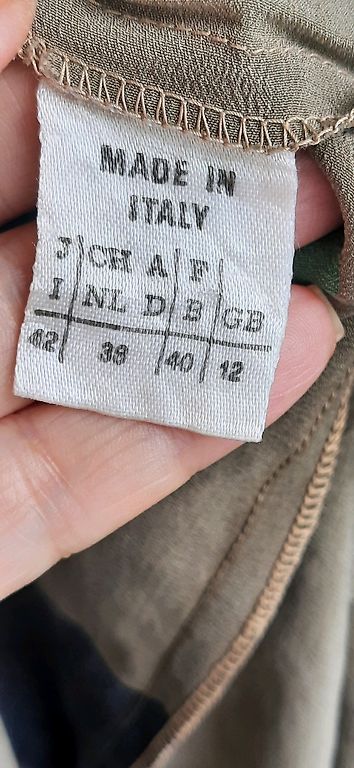 MADE IN
ITALY
J CH A F
I NL D B GB
42 38 40 12